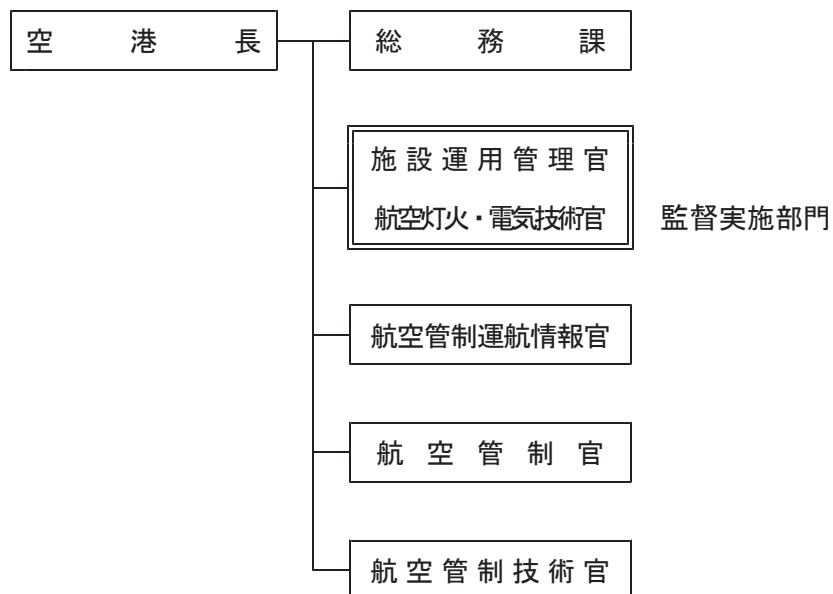 空港長
総務課
施設運用管理官
航空灯火・電気技術官
監督実施部門
航空管制運航情報官
航空管制官
航空管制技術官